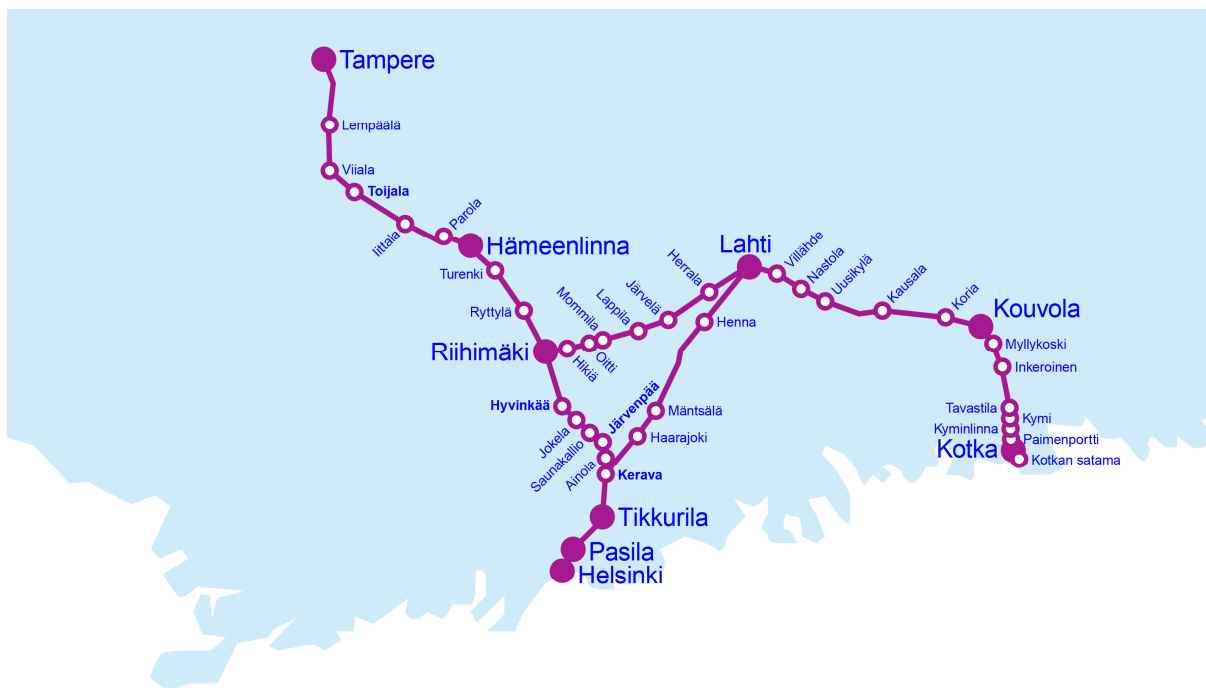 Tampere
Lempäälä
Viiala
Toijala
Iittala
Parola
Hämeenlinna
Turenki
Ryttylä
Riihimäki
Hikiä
Oitti
Mommila
Lappila
Järvelä
Herrala
Lahti
Henna
Mäntsälä
Haarajoki
Villähde
Nastola
Uusikylä
Kausala
Koria
Kouvola
Myllykoski
Inkeroinen
Tavastila
Kymi
Kyminlinna
Paimenportti
Kotka
Kotkan satama
Hyvinkää
Jokela
Saunakallio
Järvenpää
Ainola
Kerava
Tikkurila
Pasila
Helsinki